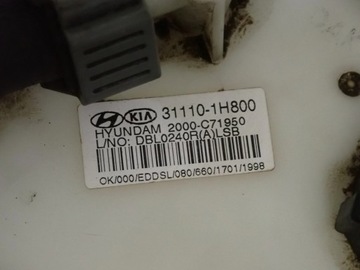 KIA 31110-1H800
HYUNDAM 2000-C71950
L/NO: DBL0240R(A)LSB
OK/000/EDDSL/080/660/1701/1998